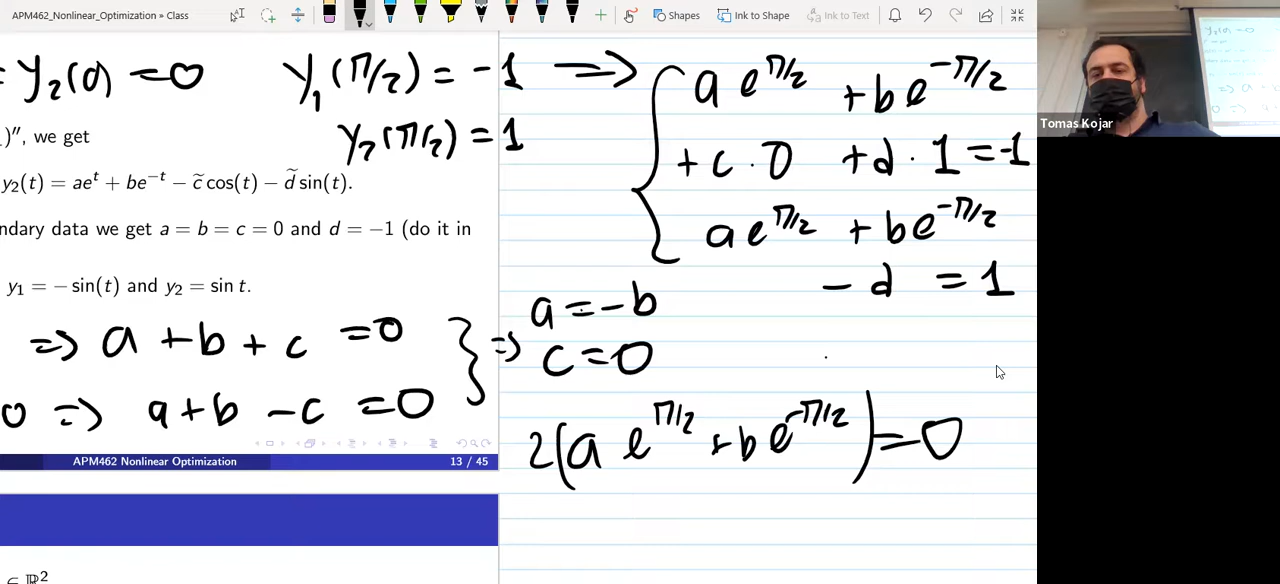 APM462_Nonlinear_Optimization » Class
Shapes
Ink to Shape
Ink to Text
= y₂(0) = 0
y₁(π/2) = -1
)'', we get
y₂(π/2) = 1
y₂(t) = ae^t + be^{-t} − c̃ cos(t) − d̃ sin(t).
ndary data we get a = b = c = 0 and d = −1 (do it in
y₁ = − sin(t) and y₂ = sin t.
⇒ a + b + c = 0
0 ⇒ a + b - c = 0
APM462 Nonlinear Optimization
13 / 45
∈ ℝ²
⇒ { a e^{π/2} + b e^{-π/2}
+ c · 0 + d · 1 = -1
a e^{π/2} + b e^{-π/2}
- d = 1
} ⇒ a = -b
c = 0
2(a e^{π/2} + b e^{-π/2}) = 0
Tomas Kojar